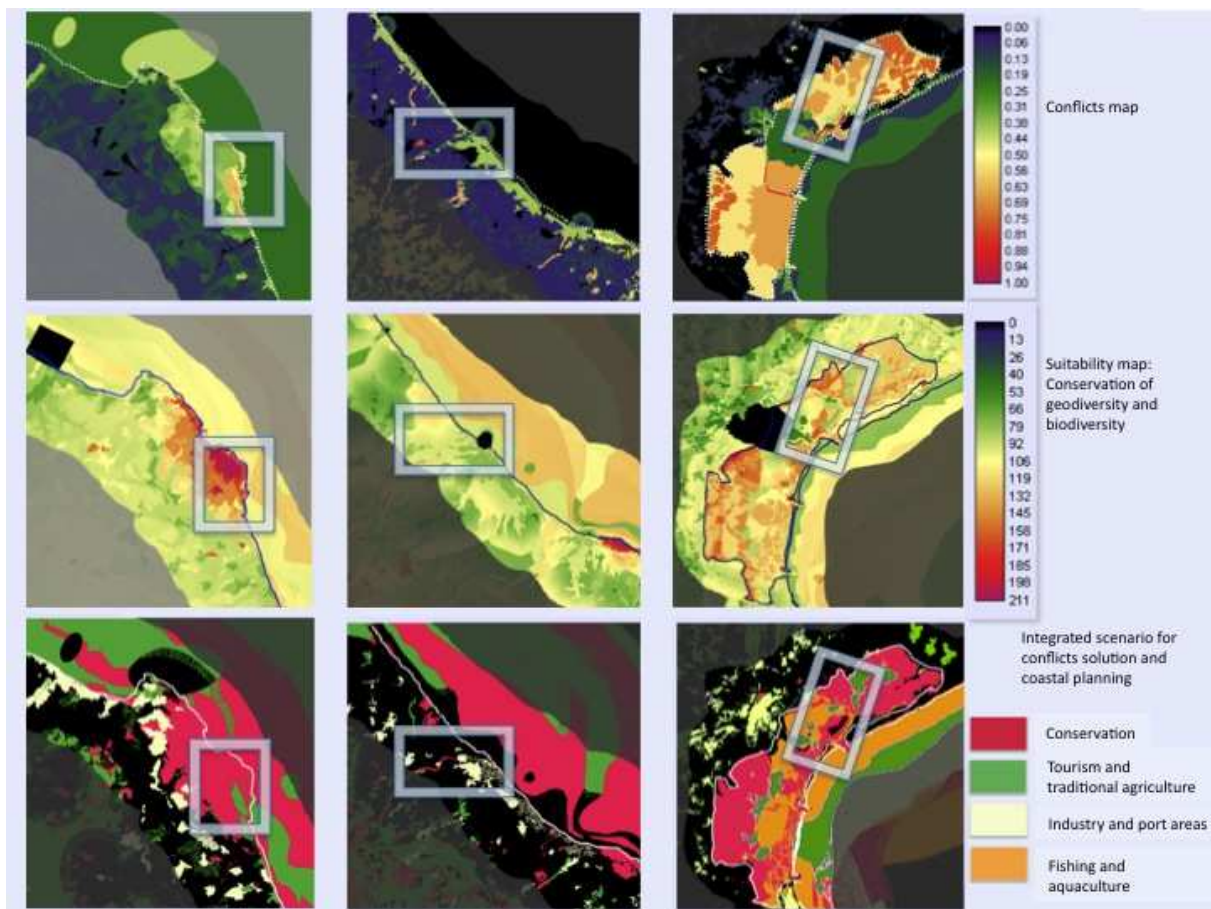 0.00
0.06
0.13
0.19
0.25
0.31
0.38
0.44
0.50
0.56
0.63
0.69
0.75
0.81
0.88
0.94
1.00
Conflicts map
0
13
26
40
53
66
79
92
106
119
132
145
158
171
185
198
211
Suitability map:
Conservation of
geodiversity and
biodiversity
Integrated scenario for
conflicts solution and
coastal planning
Conservation
Tourism and
traditional agriculture
Industry and port areas
Fishing and
aquaculture